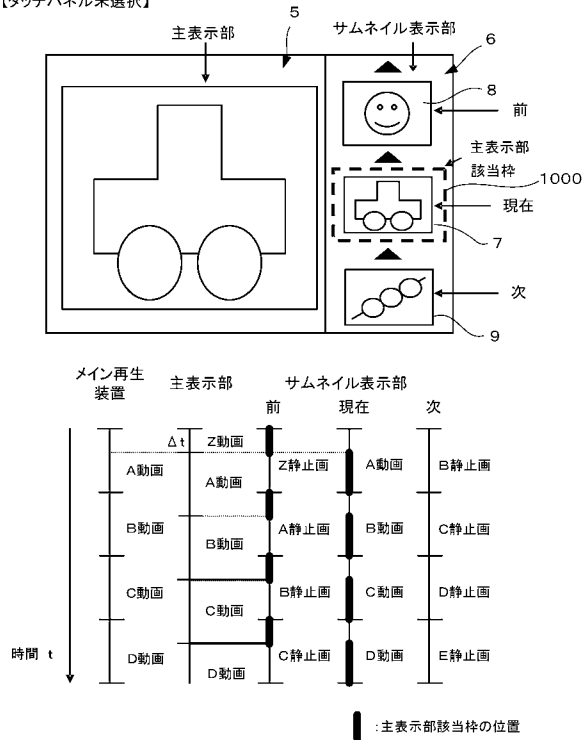 【タッチパネル未選択】
主表示部
5
サムネイル表示部
6
8
前
主表示部
該当枠
1000
現在
7
次
9
メイン再生
装置
主表示部
サムネイル表示部
前
現在
次
Δt
Z動画
A動画
A動画
Z静止画
A動画
B静止画
B動画
B動画
A静止画
B動画
C静止画
C動画
C動画
B静止画
C動画
D静止画
時間 t
D動画
D動画
C静止画
D動画
E静止画
:主表示部該当枠の位置